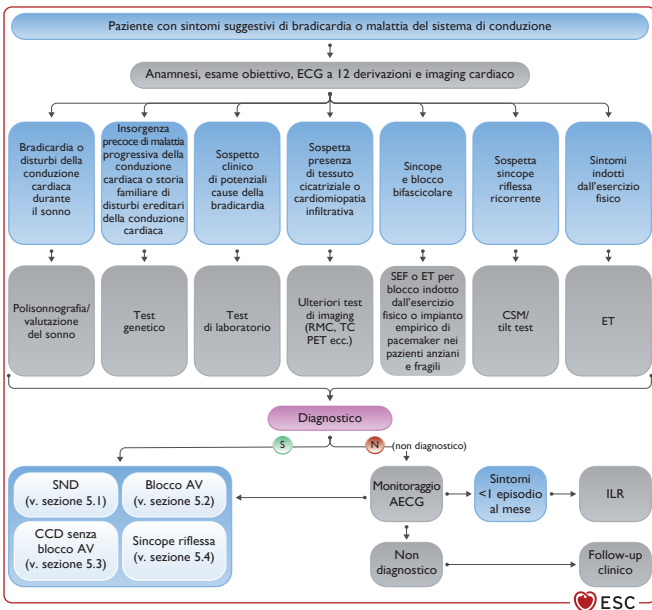 Paziente con sintomi suggestivi di bradicardia o malattia del sistema di conduzione
Anamnesi, esame obiettivo, ECG a 12 derivazioni e imaging cardiaco
Bradicardia o
disturbi della
conduzione
cardiaca
durante
il sonno
Insorgenza
precoce di malattia
progressiva della
conduzione
cardiaca o storia
familiare di
disturbi ereditari
della conduzione
cardiaca
Sospetto
clinico
di potenziali
cause della
bradicardia
Sospetta
presenza
di tessuto
cicatriziale o
cardiomiopatia
infiltrativa
Sincope
e blocco
bifascicolare
Sospetta
sincope
riflessa
ricorrente
Sintomi
indotti
dall'esercizio
fisico
Polisonnografia/
valutazione
del sonno
Test
genetico
Test
di laboratorio
Ulteriori test
di imaging
(RMC, TC
PET ecc.)
SEF o ET per
blocco indotto
dall'esercizio
fisico o impianto
empirico di
pacemaker nei
pazienti anziani
e fragili
CSM/
tilt test
ET
Diagnostico
S
N (non diagnostico)
SND
(v. sezione 5.1)
Blocco AV
(v. sezione 5.2)
CCD senza
blocco AV
(v. sezione 5.3)
Sincope riflessa
(v. sezione 5.4)
Monitoraggio
AECG
Sintomi
<1 episodio
al mese
ILR
Non
diagnostico
Follow-up
clinico
ESC